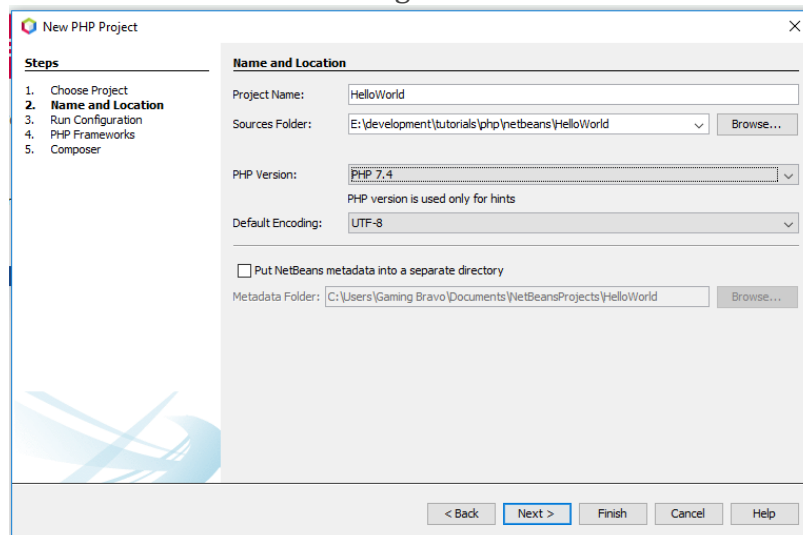 New PHP Project
Steps
1. Choose Project
2. Name and Location
3. Run Configuration
4. PHP Frameworks
5. Composer
Name and Location
Project Name: HelloWorld
Sources Folder: E:\development\tutorials\php\netbeans\HelloWorld Browse...
PHP Version: PHP 7.4
PHP version is used only for hints
Default Encoding: UTF-8
Put NetBeans metadata into a separate directory
Metadata Folder: C:\Users\Gaming Bravo\Documents\NetBeansProjects\HelloWorld Browse...
< Back Next > Finish Cancel Help